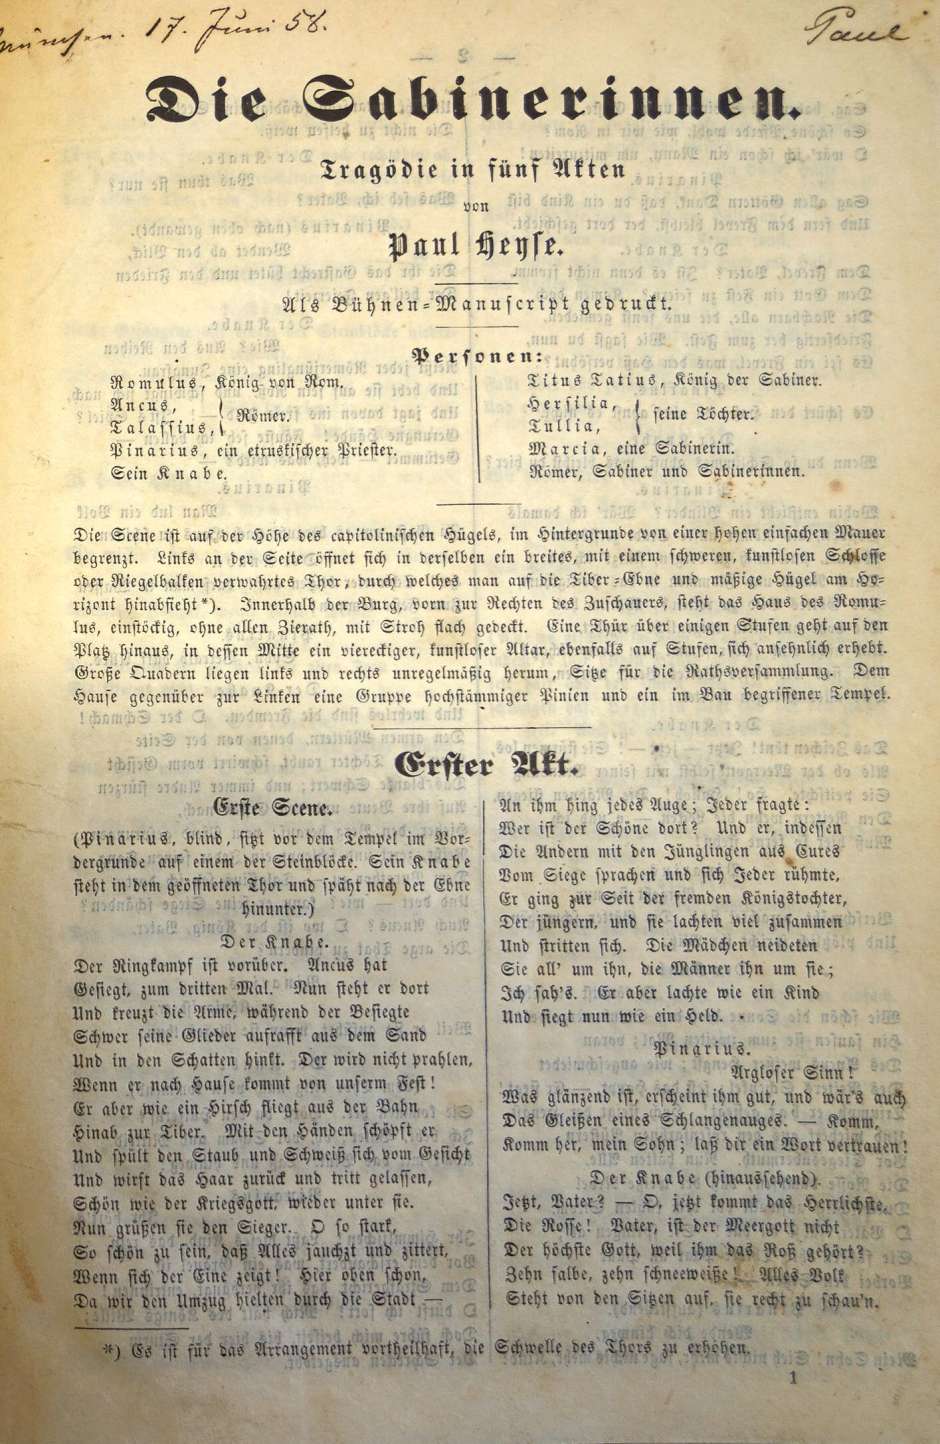 München. 17. Juni 58.
Paul
Die Sabinerinnen.
Tragödie in fünf Akten
von
Paul Heyse.
Als Bühnen-Manuscript gedruckt.
Personen:
Romulus, König von Rom.
Ancus,
Talassius,
Römer.
Pinarius, ein etruskischer Priester.
Sein Knabe.
Titus Tatius, König der Sabiner.
Hersilia,
Tullia,
seine Töchter.
Marcia, eine Sabinerin.
Römer, Sabiner und Sabinerinnen.
Die Scene ist auf der Höhe des capitolinischen Hügels, im Hintergrunde von einer hohen einfachen Mauer
begrenzt. Links an der Seite öffnet sich in derselben ein breites, mit einem schweren, kunstlosen Schlosse
oder Riegelbalken verwahrtes Thor, durch welches man auf die Tiber-Ebne und mäßige Hügel am Ho-
rizont hinabsieht*). Innerhalb der Burg, vorn zur Rechten des Zuschauers, steht das Haus des Romu-
lus, einstöckig, ohne allen Zierath, mit Stroh flach gedeckt. Eine Thür über einigen Stufen geht auf den
Platz hinaus, in dessen Mitte ein viereckiger, kunstloser Altar, ebenfalls auf Stufen, sich ansehnlich erhebt.
Große Quadern liegen links und rechts unregelmäßig herum, Sitze für die Rathsversammlung. Dem
Hause gegenüber zur Linken eine Gruppe hochstämmiger Pinien und ein im Bau begriffener Tempel.
Erster Akt.
Erste Scene.
(Pinarius, blind, sitzt vor dem Tempel im Vor-
dergrunde auf einem der Steinblöcke. Sein Knabe
steht in dem geöffneten Thor und späht nach der Ebne
hinunter.)
Der Knabe.
Der Ringkampf ist vorüber. Ancus hat
Gesiegt, zum dritten Mal. Nun steht er dort
Und kreuzt die Arme, während der Besiegte
Schwer seine Glieder aufrafft aus dem Sand
Und in den Schatten hinkt. Der wird nicht prahlen,
Wenn er nach Hause kommt von unserm Fest!
Er aber wie ein Hirsch fliegt aus der Bahn
Hinab zur Tiber. Mit den Händen schöpft er
Und spült den Staub und Schweiß sich vom Gesicht
Und wirft das Haar zurück und tritt gelassen,
Schön wie der Kriegsgott, wieder unter sie.
Nun grüßen sie den Sieger. O so stark,
So schön zu sein, daß Alles jauchzt und zittert,
Wenn sich der Eine zeigt! Hier oben schon,
Da wir den Umzug hielten durch die Stadt —
An ihm hing jedes Auge; Jeder fragte:
Wer ist der Schöne dort? Und er, indessen
Die Andern mit den Jünglingen aus Cures
Vom Siege sprachen und sich Jeder rühmte,
Er ging zur Seit der fremden Königstochter,
Der jüngern, und sie lachten viel zusammen
Und stritten sich. Die Mädchen neideten
Sie all' um ihn, die Männer ihn um sie;
Ich sah's. Er aber lachte wie ein Kind
Und siegt nun wie ein Held.
Pinarius.
Argloser Sinn!
Was glänzend ist, erscheint ihm gut, und wär's auch
Das Gleißen eines Schlangenauges. — Komm,
Komm her, mein Sohn; laß dir ein Wort vertrauen!
Der Knabe (hinaussehend).
Jetzt, Vater? — O, jetzt kommt das Herrlichste,
Die Rosse! Vater, ist der Meergott nicht
Der höchste Gott, weil ihm das Roß gehört?
Zehn falbe, zehn schneeweiße! Alles Volk
Steht von den Sitzen auf, sie recht zu schau'n.
*) Es ist für das Arrangement vortheilhaft, die Schwelle des Thors zu erhöhen.
1